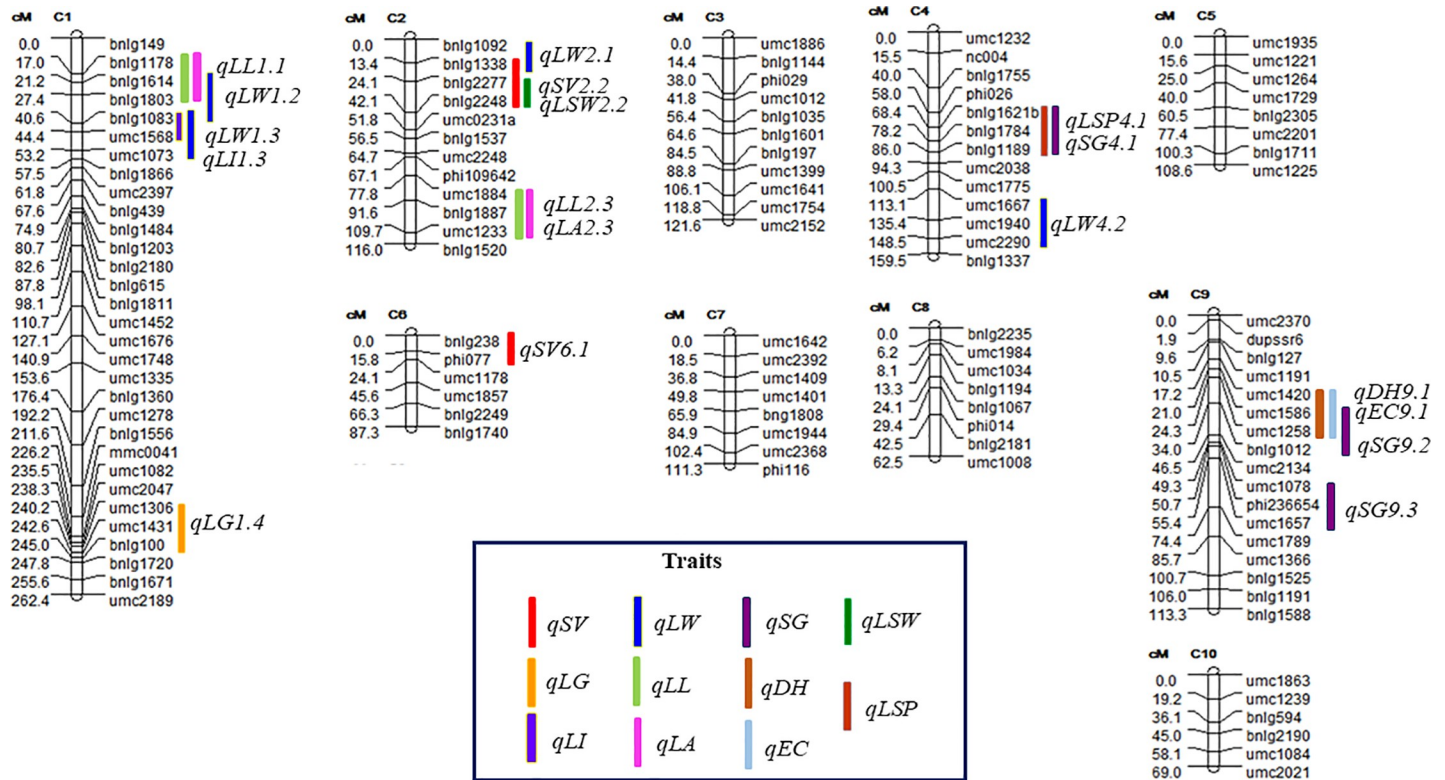 cM C1
0.0 bnlg149
17.0 bnlg1178
21.2 bnlg1614
27.4 bnlg1803
40.6 bnlg1083
44.4 umc1568
53.2 umc1073
57.5 bnlg1866
61.8 umc2397
67.6 bnlg439
74.9 bnlg1484
80.7 bnlg1203
82.6 bnlg2180
87.8 bnlg615
98.1 bnlg1811
110.7 umc1452
127.1 umc1676
140.9 umc1748
153.6 umc1335
176.4 bnlg1360
192.2 umc1278
211.6 bnlg1556
226.2 mmc0041
235.5 umc1082
238.3 umc2047
240.2 umc1306
242.6 umc1431
245.0 bnlg100
247.8 bnlg1720
255.6 bnlg1671
262.4 umc2189
qLL1.1
qLW1.2
qLW1.3
qLI1.3
qLG1.4
cM C2
0.0 bnlg1092
13.4 bnlg1338
24.1 bnlg2277
42.1 bnlg2248
51.8 umc0231a
56.5 bnlg1537
64.7 umc2248
67.1 phi109642
77.8 umc1884
91.6 bnlg1887
109.7 umc1233
116.0 bnlg1520
qLW2.1
qSV2.2
qLSW2.2
qLL2.3
qLA2.3
cM C3
0.0 umc1886
14.4 bnlg1144
38.0 phi029
41.8 umc1012
56.4 bnlg1035
64.6 bnlg1601
84.5 bnlg197
88.8 umc1399
106.1 umc1641
118.8 umc1754
121.6 umc2152
cM C4
0.0 umc1232
15.5 nc004
40.0 bnlg1755
58.0 phi026
68.4 bnlg1621b
78.2 bnlg1784
86.0 bnlg1189
94.3 umc2038
100.5 umc1775
113.1 umc1667
135.4 umc1940
148.5 umc2290
159.5 bnlg1337
qLSP4.1
qSG4.1
qLW4.2
cM C5
0.0 umc1935
15.6 umc1221
25.0 umc1264
40.0 umc1729
60.5 bnlg2305
77.4 umc2201
100.3 bnlg1711
108.6 umc1225
cM C6
0.0 bnlg238
15.8 phi077
24.1 umc1178
45.6 umc1857
66.3 bnlg2249
87.3 bnlg1740
qSV6.1
cM C7
0.0 umc1642
18.5 umc2392
36.8 umc1409
49.8 umc1401
65.9 bng1808
84.9 umc1944
102.4 umc2368
111.3 phi116
cM C8
0.0 bnlg2235
6.2 umc1984
8.1 umc1034
13.3 bnlg1194
24.1 bnlg1067
29.4 phi014
42.5 bnlg2181
62.5 umc1008
cM C9
0.0 umc2370
1.9 dupssr6
9.6 bnlg127
10.5 umc1191
17.2 umc1420
21.0 umc1586
24.3 umc1258
34.0 bnlg1012
46.5 umc2134
49.3 umc1078
50.7 phi236654
55.4 umc1657
74.4 umc1789
85.7 umc1366
100.7 bnlg1525
106.0 bnlg1191
113.3 bnlg1588
qDH9.1
qEC9.1
qSG9.2
qSG9.3
cM C10
0.0 umc1863
19.2 umc1239
36.1 bnlg594
45.0 bnlg2190
58.1 umc1084
69.0 umc2021
Traits
qSV qLW qSG qLSW
qLG qLL qDH qLSP
qLI qLA qEC